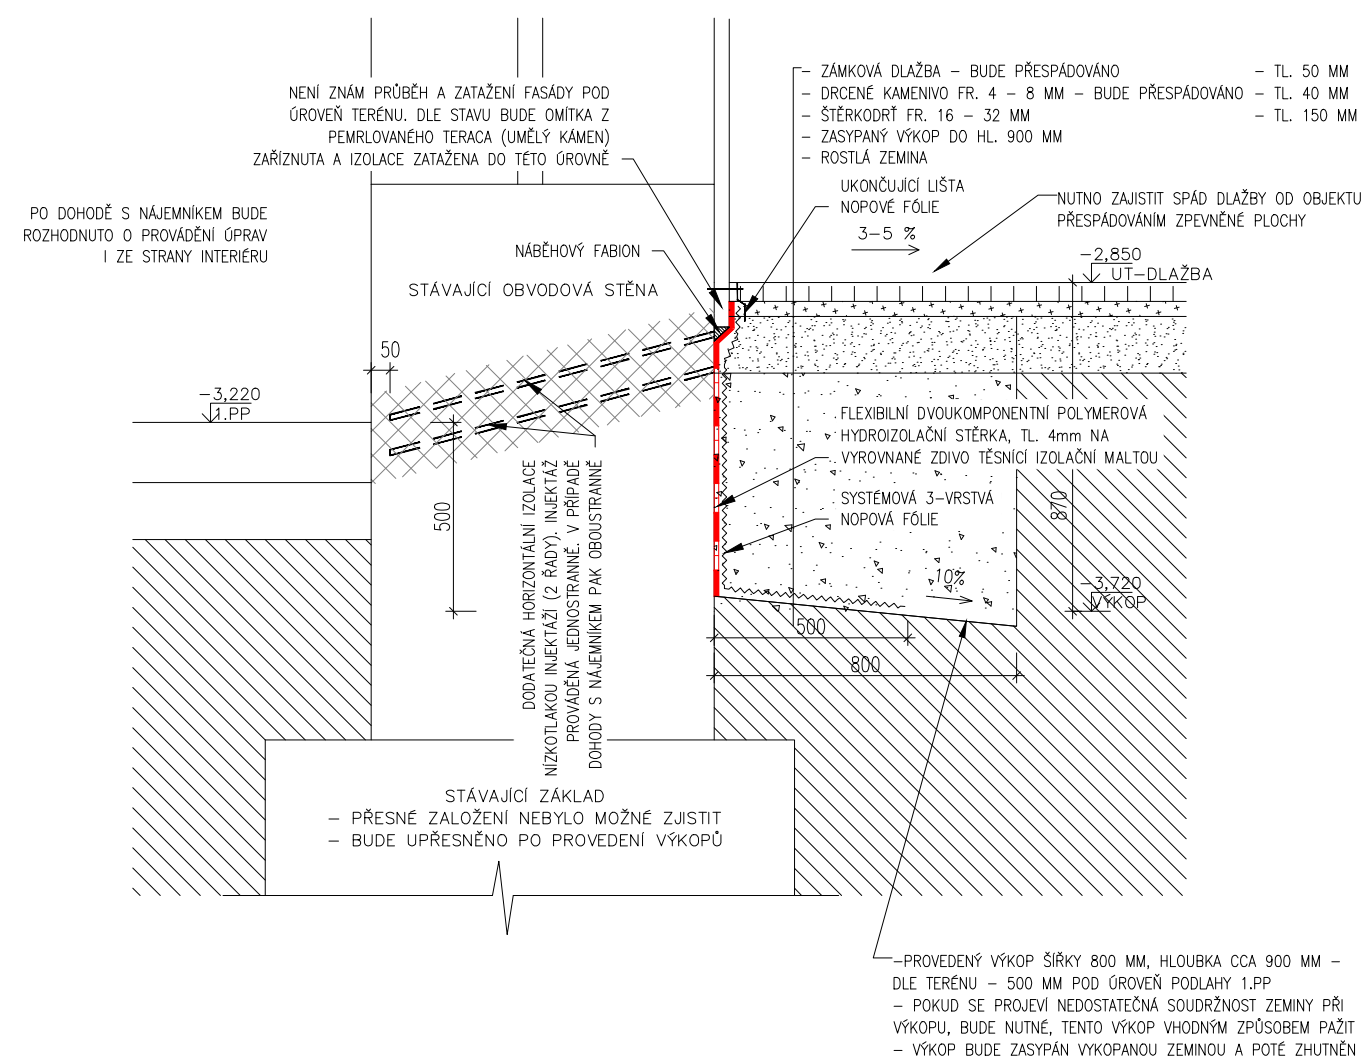 NENÍ ZNÁM PRŮBĚH A ZATAŽENÍ FASÁDY POD
ÚROVEŇ TERÉNU. DLE STAVU BUDE OMÍTKA Z
PEMRLOVANÉHO TERACA (UMĚLÝ KÁMEN)
ZAŘÍZNUTA A IZOLACE ZATAŽENA DO TÉTO ÚROVNĚ
– ZÁMKOVÁ DLAŽBA – BUDE PŘESPÁDOVÁNO – TL. 50 MM
– DRCENÉ KAMENIVO FR. 4 – 8 MM – BUDE PŘESPÁDOVÁNO – TL. 40 MM
– ŠTĚRKODRŤ FR. 16 – 32 MM – TL. 150 MM
– ZASYPANÝ VÝKOP DO HL. 900 MM
– ROSTLÁ ZEMINA
UKONČUJÍCÍ LIŠTA
NOPOVÉ FÓLIE
3–5 %
NUTNO ZAJISTIT SPÁD DLAŽBY OD OBJEKTU
PŘESPÁDOVÁNÍM ZPEVNĚNÉ PLOCHY
PO DOHODĚ S NÁJEMNÍKEM BUDE
ROZHODNUTO O PROVÁDĚNÍ ÚPRAV
I ZE STRANY INTERIÉRU
NÁBĚHOVÝ FABION
STÁVAJÍCÍ OBVODOVÁ STĚNA
–2,850
UT–DLAŽBA
50
–3,220
1.PP
500
FLEXIBILNÍ DVOUKOMPONENTNÍ POLYMEROVÁ
HYDROIZOLAČNÍ STĚRKA, TL. 4mm NA
VYROVNANÉ ZDIVO TĚSNÍCÍ IZOLAČNÍ MALTOU
SYSTÉMOVÁ 3–VRSTVÁ
NOPOVÁ FÓLIE
870
10%
–3,720
VÝKOP
500
800
DODATEČNÁ HORIZONTÁLNÍ IZOLACE
NÍZKOTLAKOU INJEKTÁŽÍ (2 ŘADY). INJEKTÁŽ
PROVÁDĚNÁ JEDNOSTRANNĚ. V PŘÍPADĚ
DOHODY S NÁJEMNÍKEM PAK OBOUSTRANNĚ
STÁVAJÍCÍ ZÁKLAD
– PŘESNÉ ZALOŽENÍ NEBYLO MOŽNÉ ZJISTIT
– BUDE UPŘESNĚNO PO PROVEDENÍ VÝKOPŮ
–PROVEDENÝ VÝKOP ŠÍŘKY 800 MM, HLOUBKA CCA 900 MM –
DLE TERÉNU – 500 MM POD ÚROVEŇ PODLAHY 1.PP
– POKUD SE PROJEVÍ NEDOSTATEČNÁ SOUDRŽNOST ZEMINY PŘI
VÝKOPU, BUDE NUTNÉ, TENTO VÝKOP VHODNÝM ZPŮSOBEM PAŽIT
– VÝKOP BUDE ZASYPÁN VYKOPANOU ZEMINOU A POTÉ ZHUTNĚN